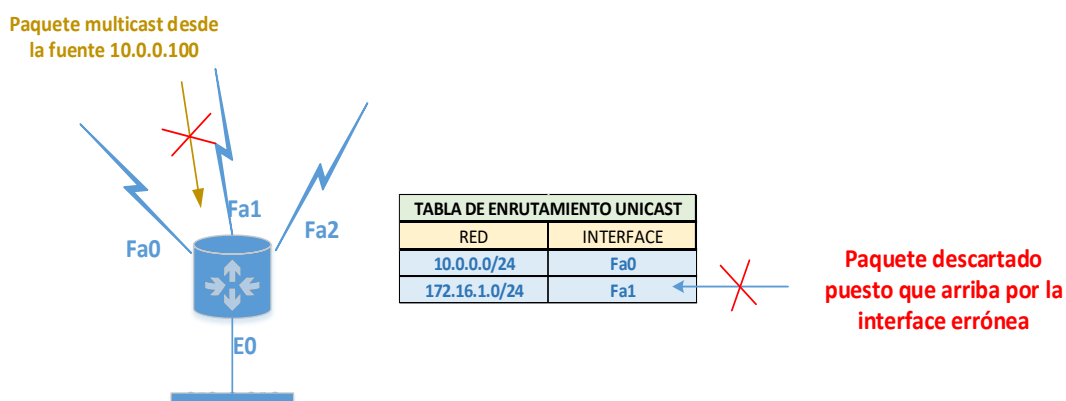 Paquete multicast desde
la fuente 10.0.0.100
Fa0
Fa1
Fa2
E0
TABLA DE ENRUTAMIENTO UNICAST
RED INTERFACE
10.0.0.0/24 Fa0
172.16.1.0/24 Fa1
Paquete descartado
puesto que arriba por la
interface errónea